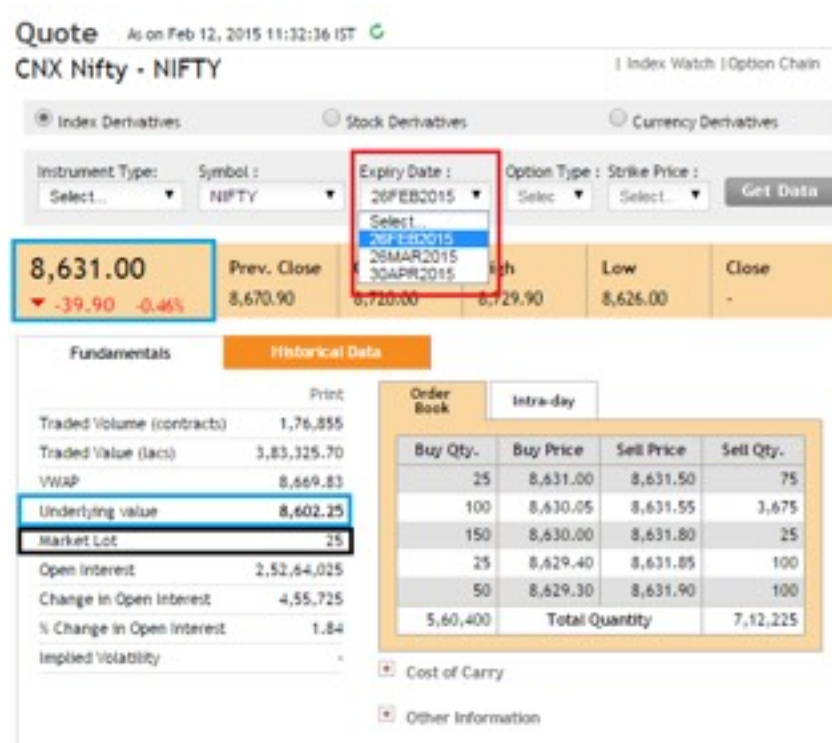 Quote As on Feb 12, 2015 11:32:36 IST
CNX Nifty - NIFTY | Index Watch | Option Chain
Index Derivatives Stock Derivatives Currency Derivatives
Instrument Type: Symbol : Expiry Date : Option Type : Strike Price :
Select... NIFTY 26FEB2015 Selec Select.. Get Data
Select...
26FEB2015
26MAR2015
30APR2015
8,631.00 Prev. Close Low Close
-39.90 -0.46% 8,670.90 8,720.00 8,729.90 8,626.00 -
Fundamentals Historical Data
Print
Traded Volume (contracts) 1,76,855
Traded Value (lacs) 3,83,325.70
VWAP 8,669.83
Underlying value 8,602.25
Market Lot 25
Open Interest 2,52,64,025
Change in Open Interest 4,55,725
% Change in Open Interest 1.84
Implied Volatility -
Order Book Intra-day
Buy Qty. Buy Price Sell Price Sell Qty.
25 8,631.00 8,631.50 75
100 8,630.05 8,631.55 3,675
150 8,630.00 8,631.80 25
25 8,629.40 8,631.85 100
50 8,629.30 8,631.90 100
5,60,400 Total Quantity 7,12,225
Cost of Carry
Other Information